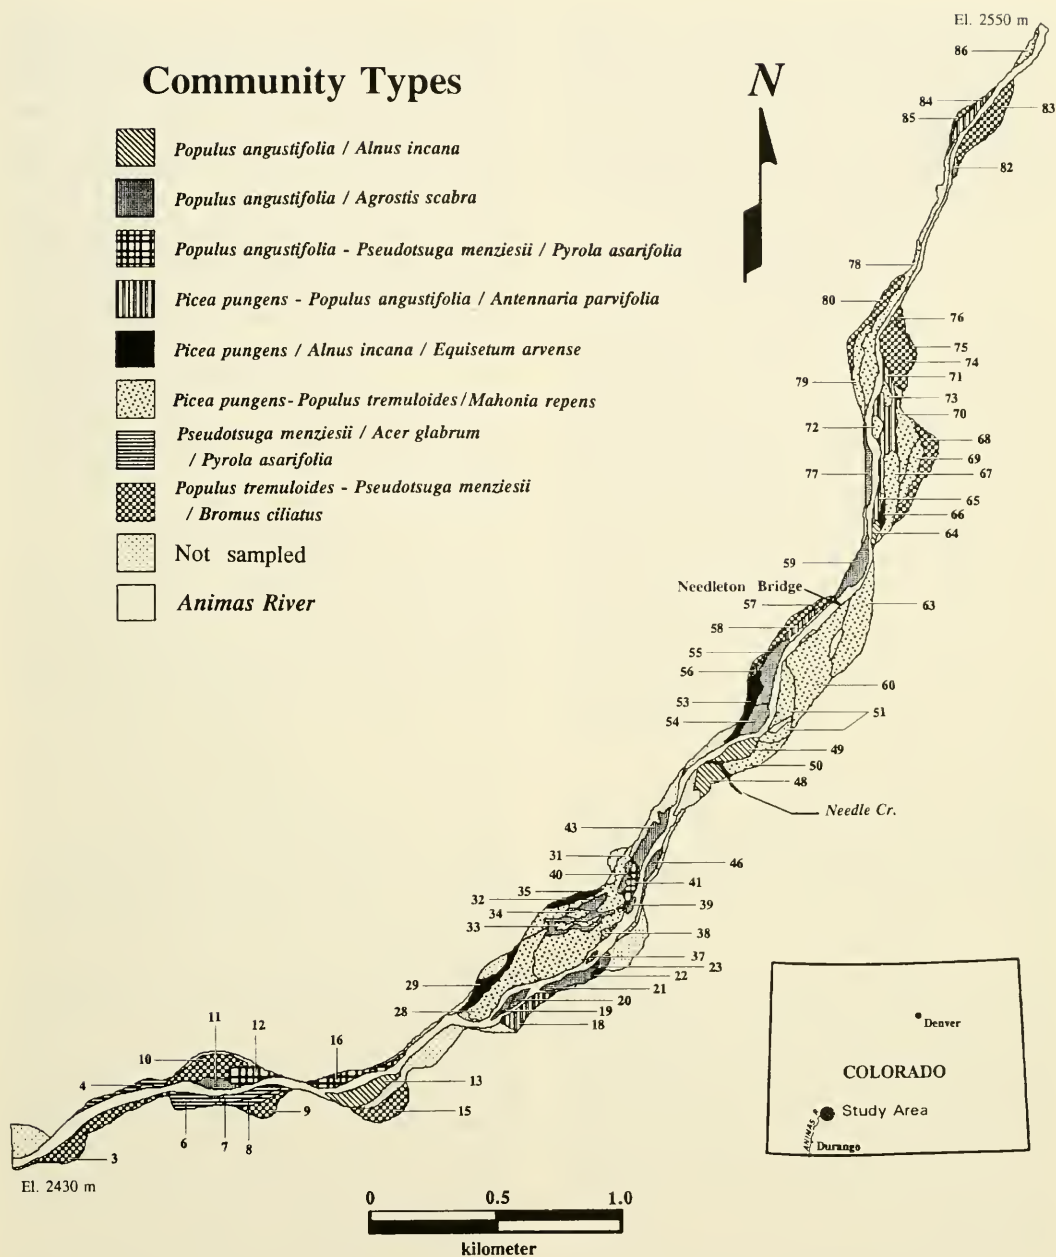 El. 2550 m
Community Types
N
Populus angustifolia / Alnus incana
Populus angustifolia / Agrostis scabra
Populus angustifolia - Pseudotsuga menziesii / Pyrola asarifolia
Picea pungens - Populus angustifolia / Antennaria parvifolia
Picea pungens / Alnus incana / Equisetum arvense
Picea pungens- Populus tremuloides / Mahonia repens
Pseudotsuga menziesii / Acer glabrum
/ Pyrola asarifolia
Populus tremuloides - Pseudotsuga menziesii
/ Bromus ciliatus
Not sampled
Animas River
86
84
85
83
82
78
80
76
75
74
79
71
73
70
72
68
69
77
67
65
66
64
59
Needleton Bridge
57
63
58
55
56
60
53
54
51
49
50
48
Needle Cr.
43
31
40
46
35
41
32
39
34
33
38
37
23
29
22
21
20
28
19
18
11
12
16
10
4
13
15
9
6
7
8
3
El. 2430 m
0 0.5 1.0
kilometer
Denver
COLORADO
Study Area
ANIMAS R.
Durango